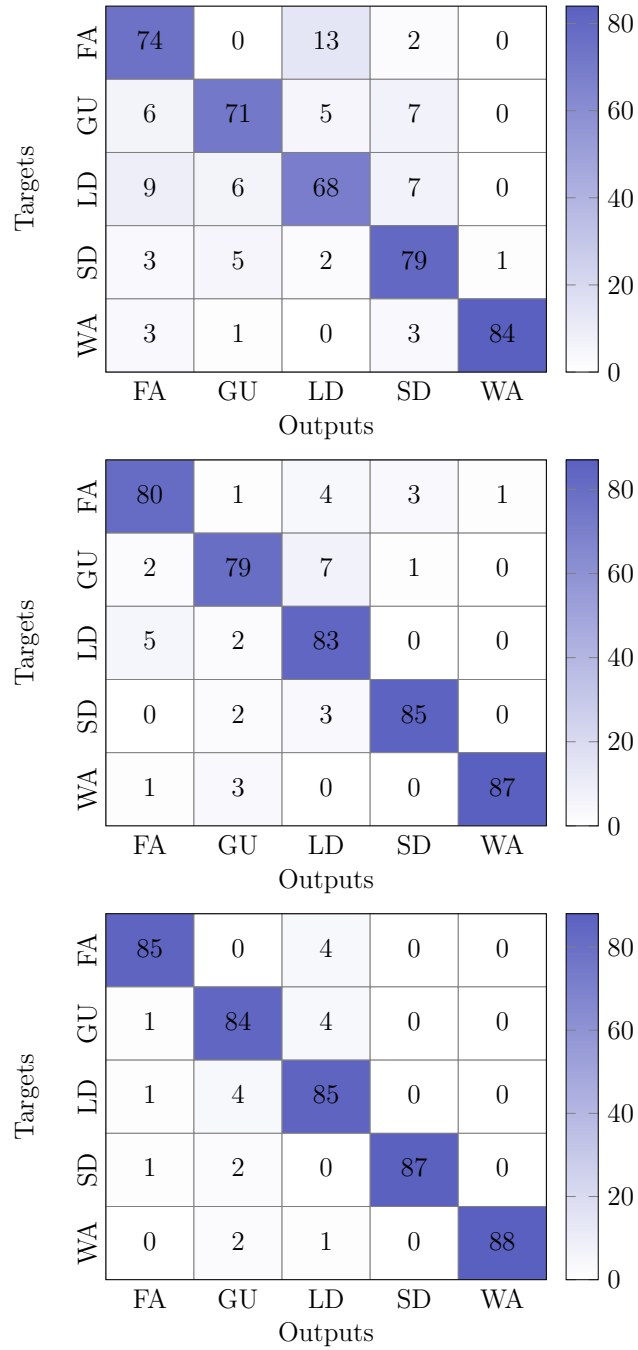 FA 74 0 13 2 0
GU 6 71 5 7 0
LD 9 6 68 7 0
SD 3 5 2 79 1
WA 3 1 0 3 84
FA GU LD SD WA
Outputs
Targets
80
60
40
20
0
FA 80 1 4 3 1
GU 2 79 7 1 0
LD 5 2 83 0 0
SD 0 2 3 85 0
WA 1 3 0 0 87
FA GU LD SD WA
Outputs
Targets
80
60
40
20
0
FA 85 0 4 0 0
GU 1 84 4 0 0
LD 1 4 85 0 0
SD 1 2 0 87 0
WA 0 2 1 0 88
FA GU LD SD WA
Outputs
Targets
80
60
40
20
0